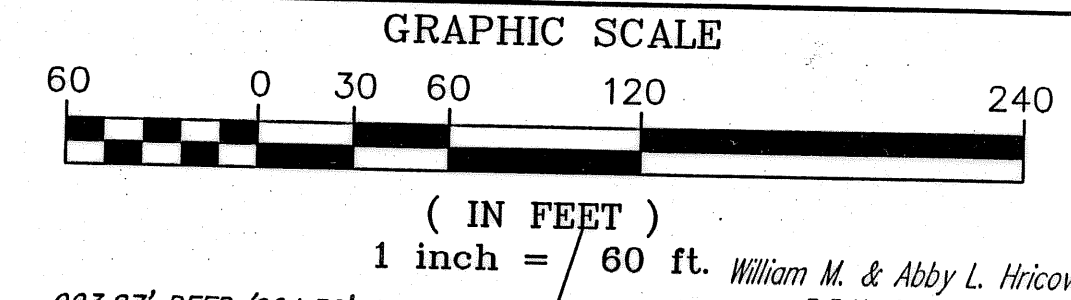 GRAPHIC SCALE
60 0 30 60 120 240
( IN FEET )
1 inch = 60 ft.
William M. & Abby L.